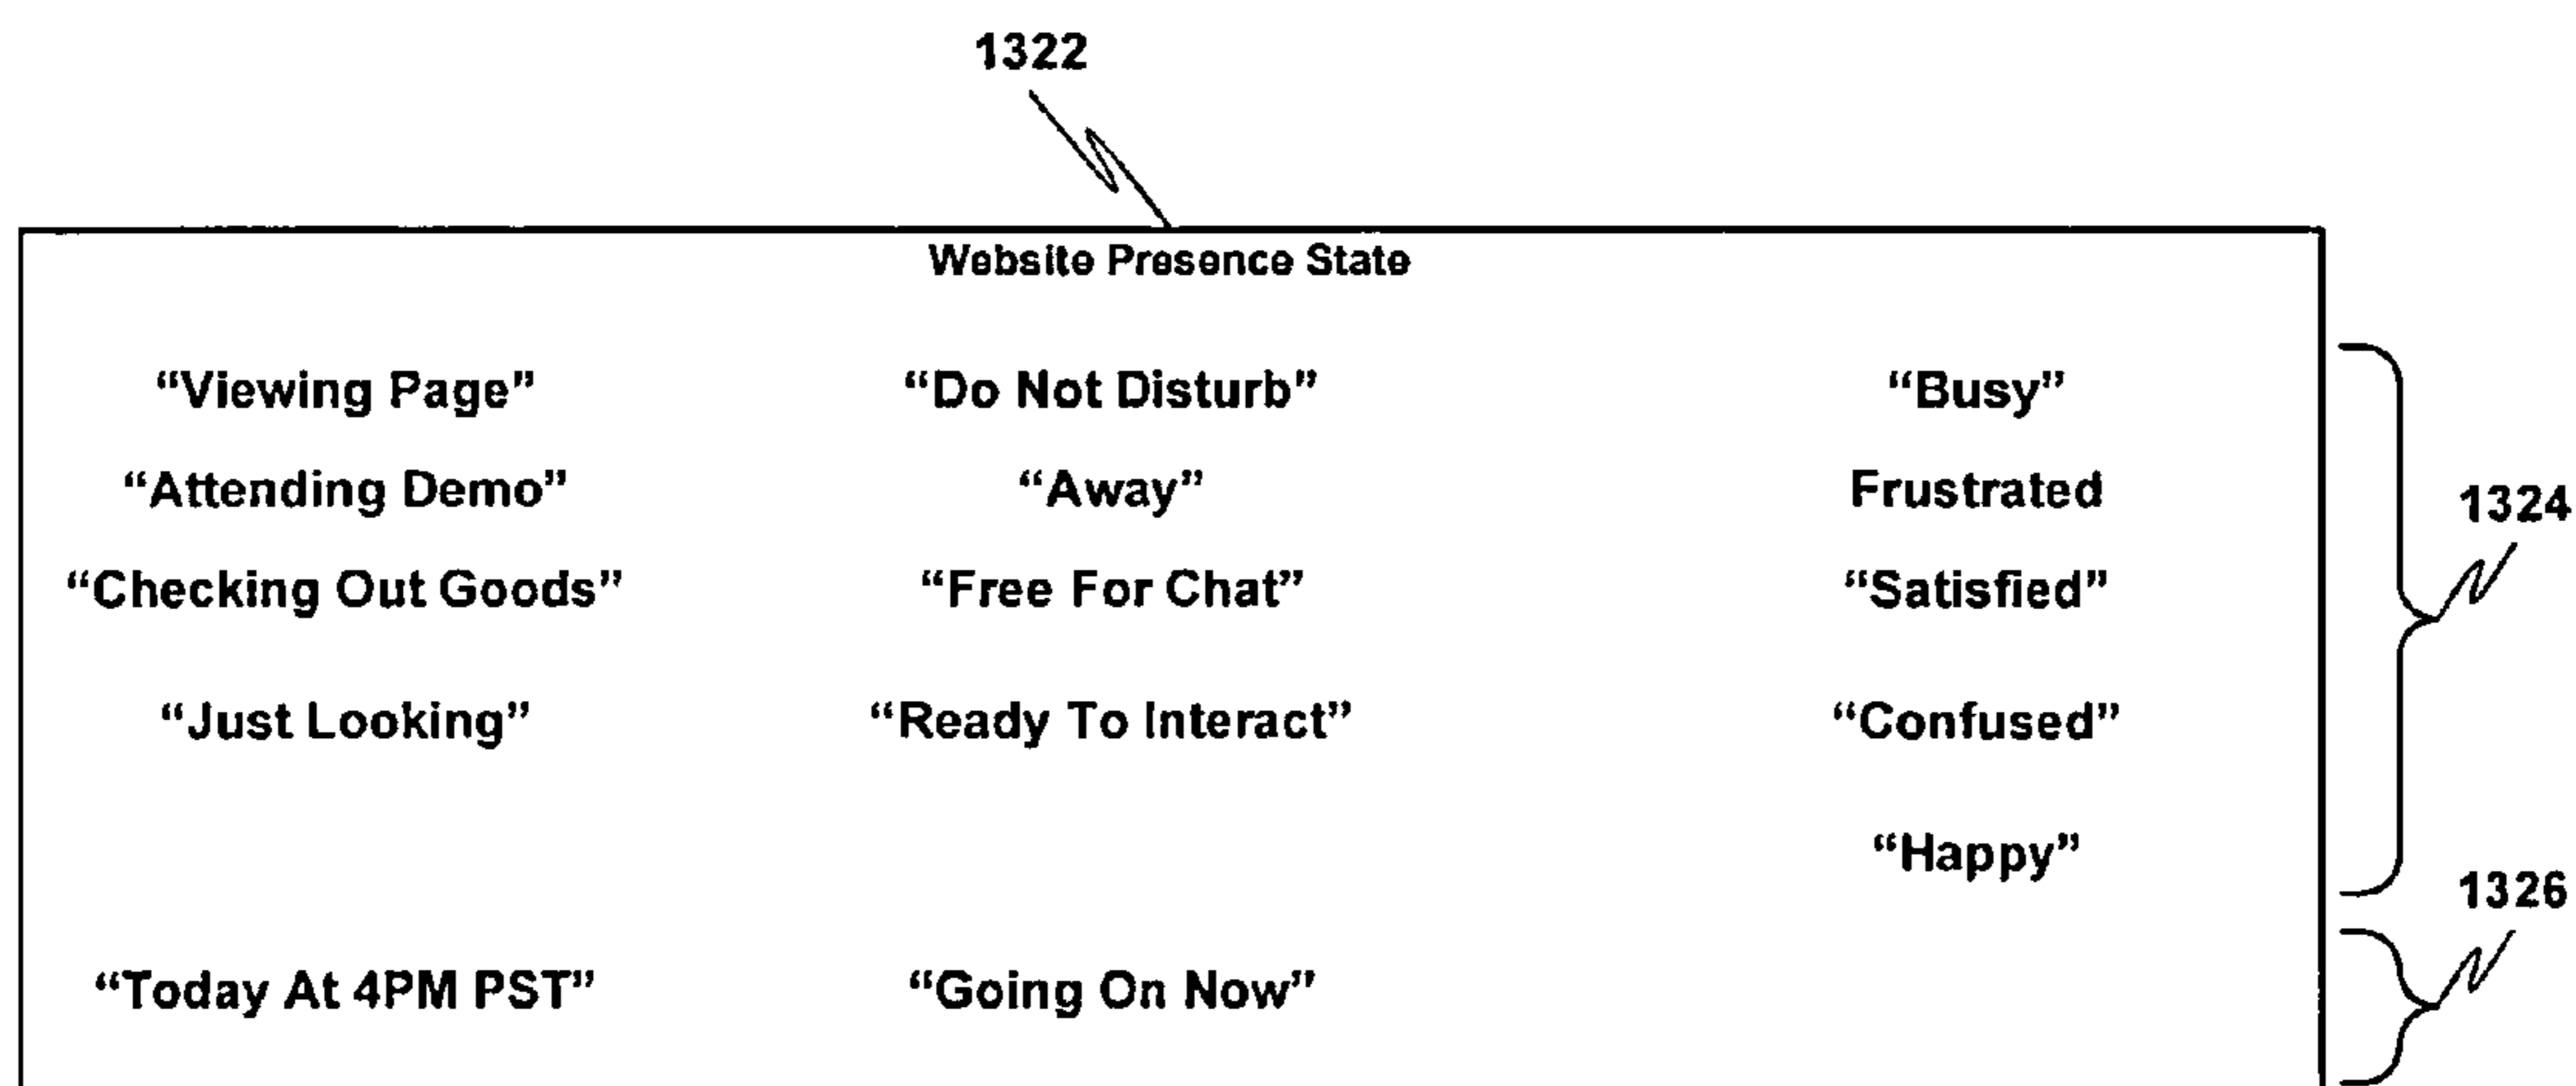 1322
Website Presence State
“Viewing Page” “Do Not Disturb” “Busy”
“Attending Demo” “Away” Frustrated
1324
“Checking Out Goods” “Free For Chat” “Satisfied”
“Just Looking” “Ready To Interact” “Confused”
“Happy”
1326
“Today At 4PM PST” “Going On Now”